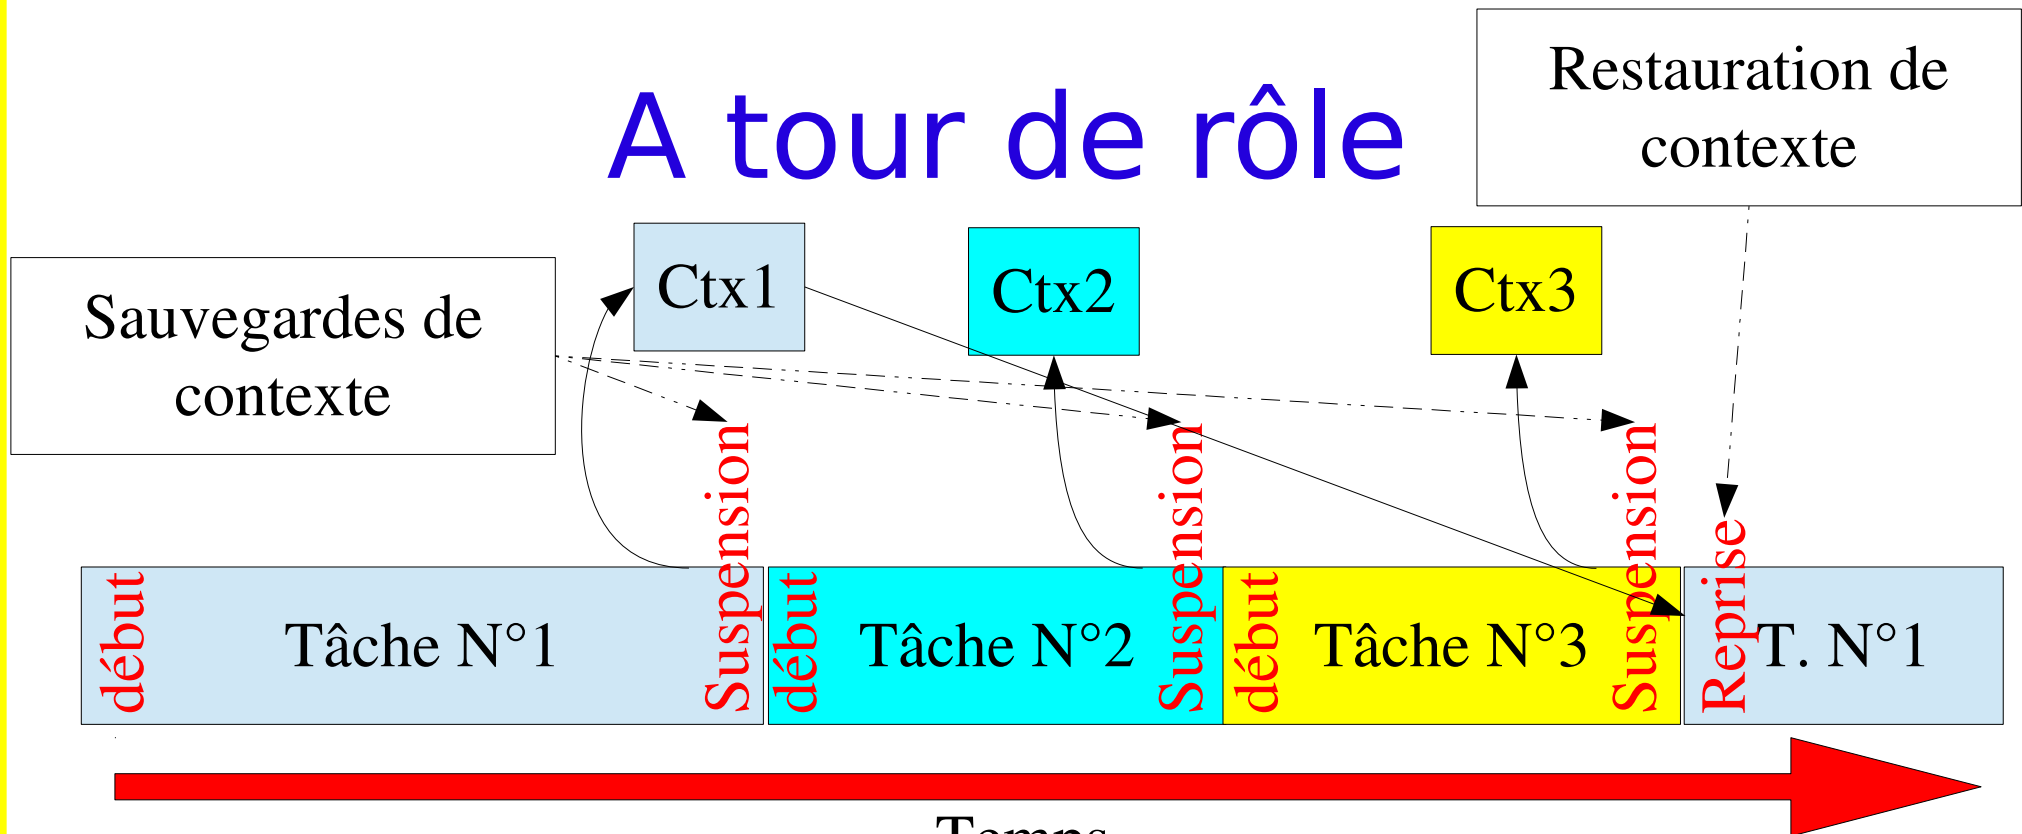 Restauration de
contexte
A tour de rôle
Ctx1
Ctx2
Ctx3
Sauvegardes de
contexte
début
Tâche N°1
Suspension
début
Tâche N°2
Suspension
début
Tâche N°3
Suspension
Reprise
T. N°1
Temps